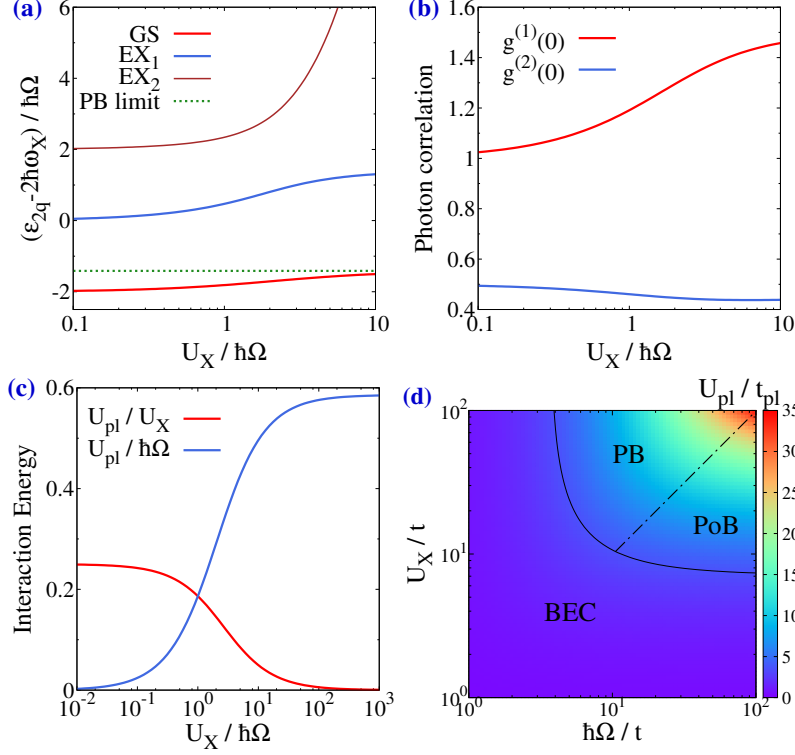 (a)
(ε2q-2ħωX) / ħΩ
6
4
2
0
-2
GS
EX1
EX2
PB limit
0.1
1
10
UX / ħΩ
(b)
Photon correlation
1.6
1.4
1.2
1
0.8
0.6
0.4
g(1)(0)
g(2)(0)
0.1
1
10
UX / ħΩ
(c)
Interaction Energy
0.6
0.4
0.2
0
Upl / UX
Upl / ħΩ
10-2
10-1
100
101
102
103
UX / ħΩ
(d)
Upl / tpl
UX / t
102
101
100
PB
PoB
BEC
100
101
102
ħΩ / t
35
30
25
20
15
10
5
0